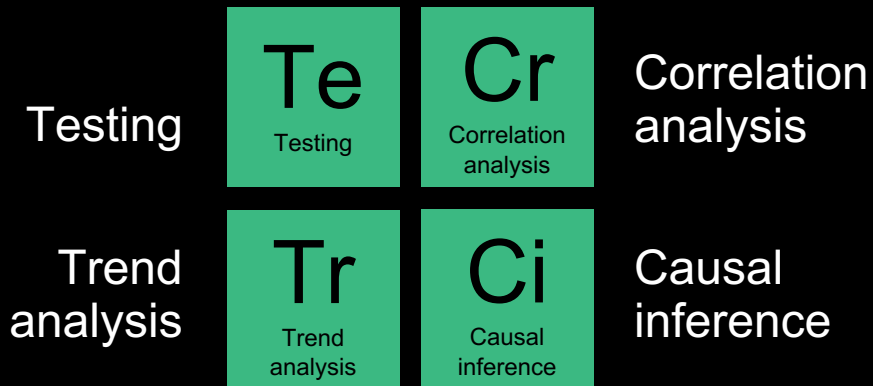 Testing
Te
Testing
Cr
Correlation
analysis
Correlation
analysis
Trend
analysis
Tr
Trend
analysis
Ci
Causal
inference
Causal
inference